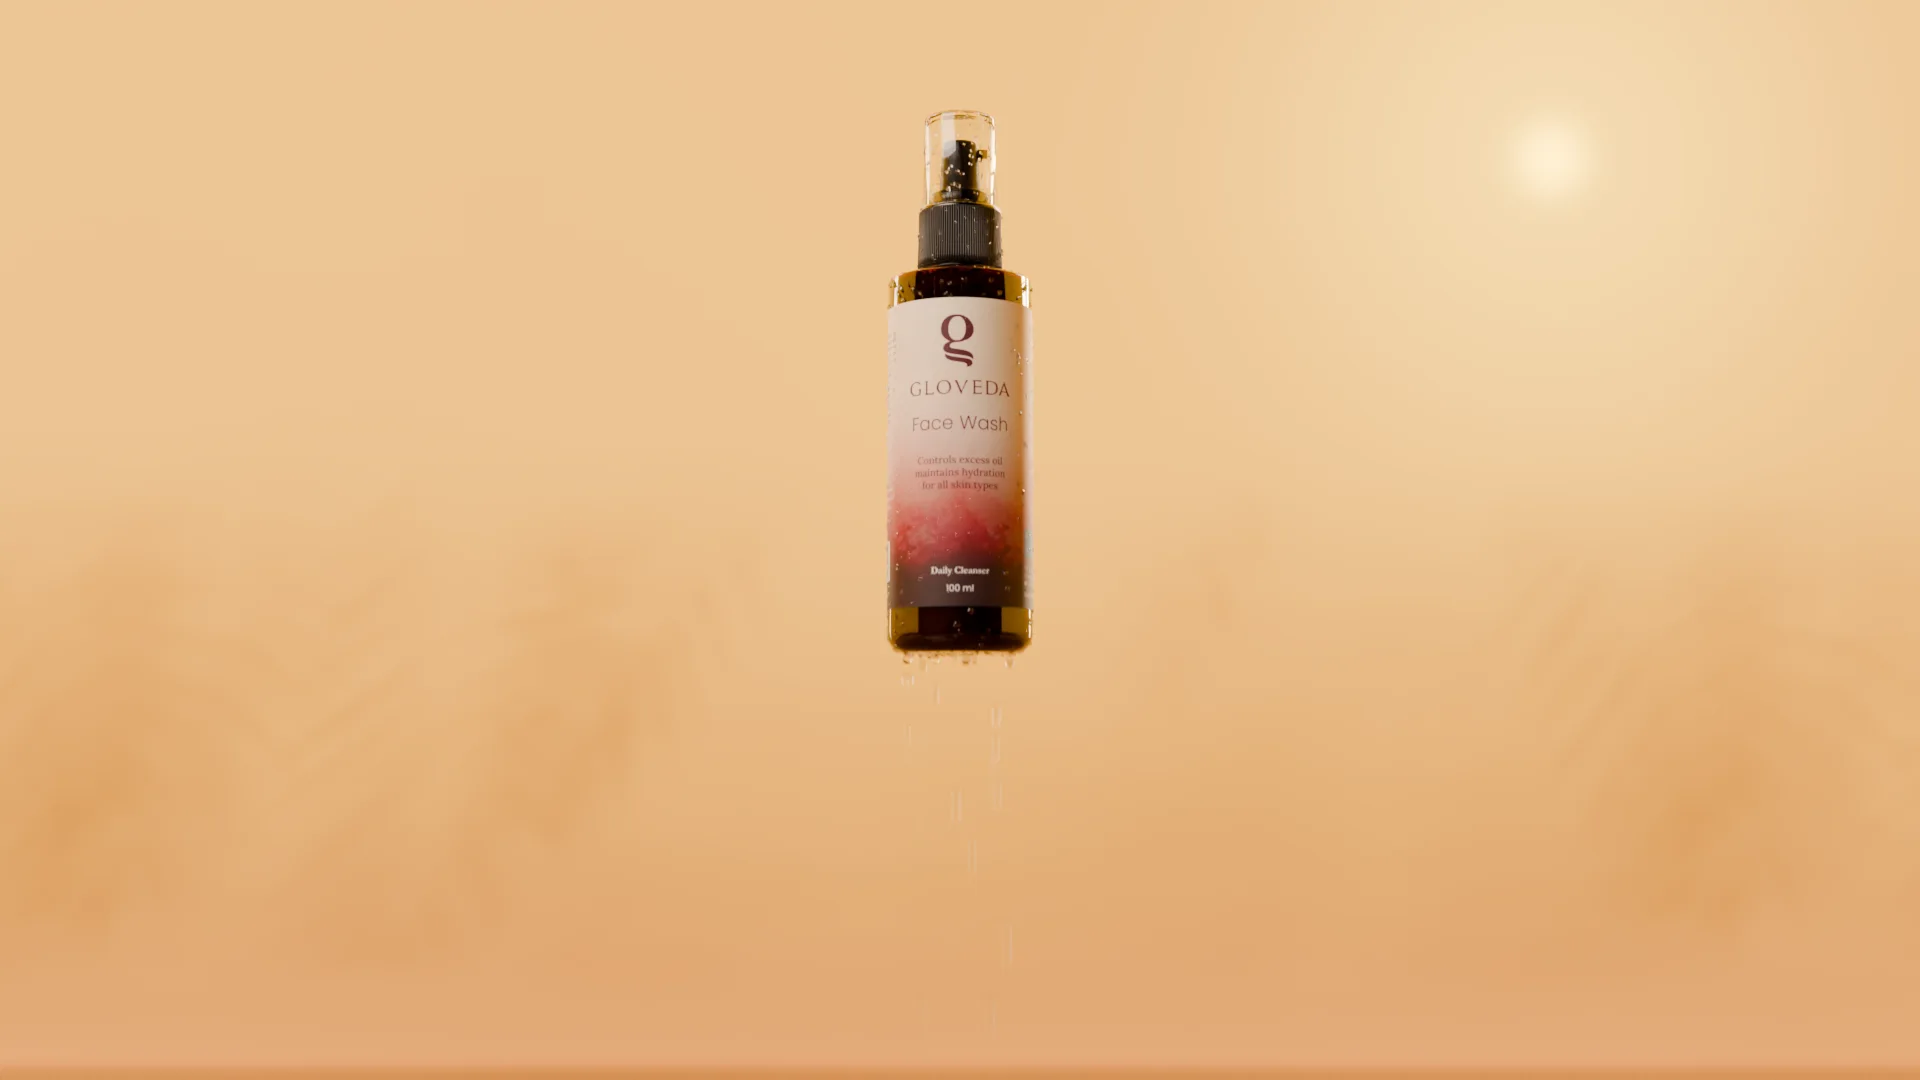 g
GLOVEDA
Face Wash
Controls excess oil
maintains hydration
for all skin types
Daily Cleanser
100 ml